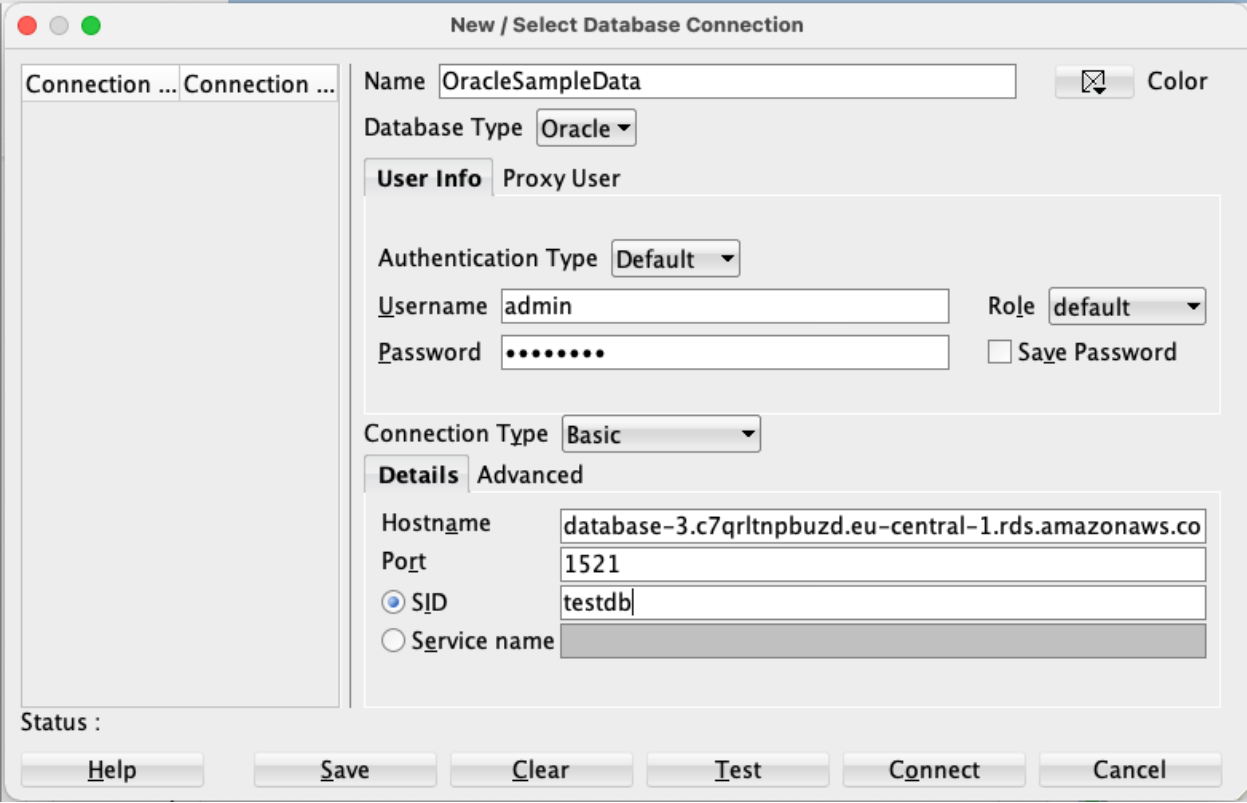 New / Select Database Connection
Connection ... Connection ...
Name OracleSampleData Color
Database Type Oracle
User Info Proxy User
Authentication Type Default
Username admin Role default
Password •••••••• Save Password
Connection Type Basic
Details Advanced
Hostname database-3.c7qrltnpbuzd.eu-central-1.rds.amazonaws.co
Port 1521
SID testdb
Service name
Status :
Help Save Clear Test Connect Cancel